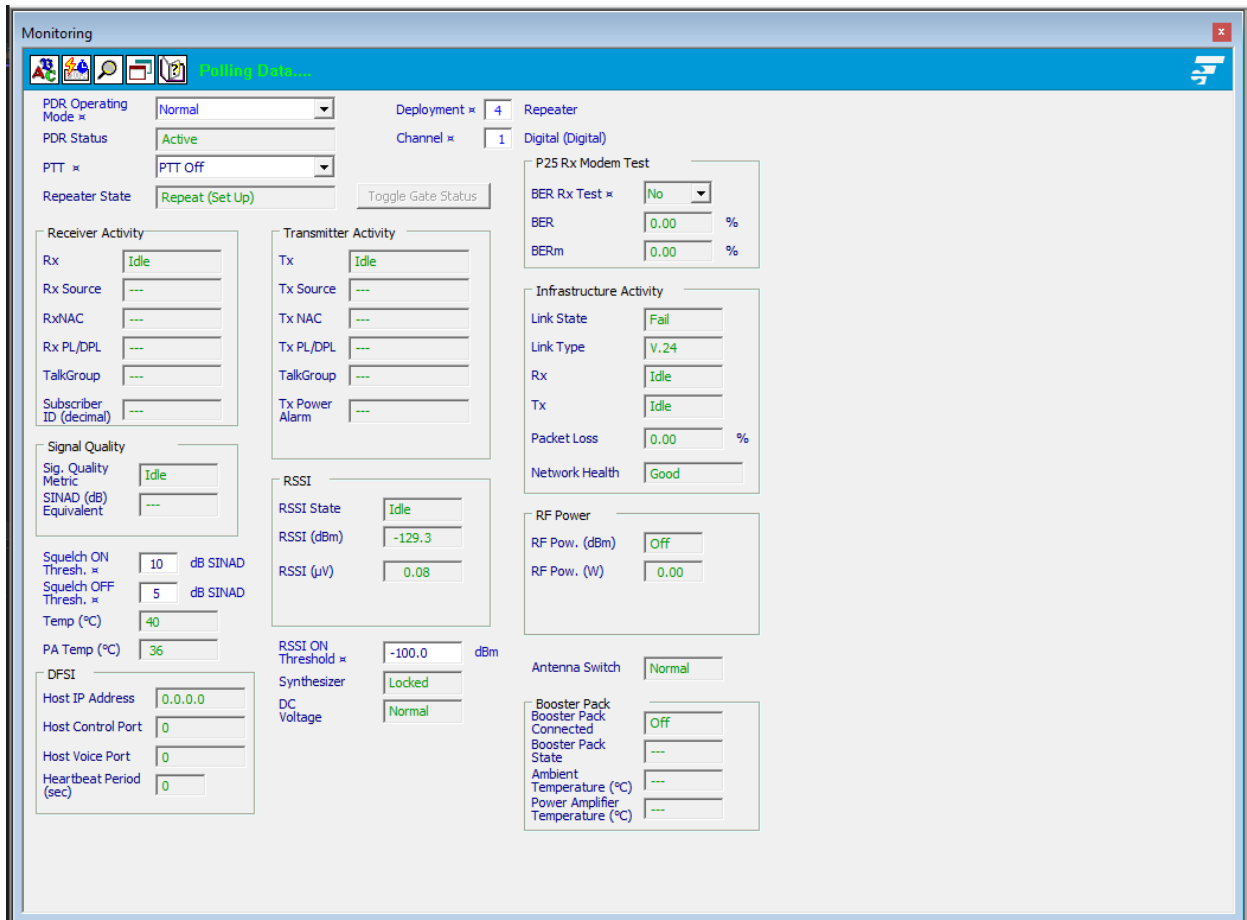 Monitoring
Polling Data....
PDR Operating Mode ¤ Normal Deployment ¤ 4 Repeater
PDR Status Active Channel ¤ 1 Digital (Digital)
PTT ¤ PTT Off
Repeater State Repeat (Set Up) Toggle Gate Status
P25 Rx Modem Test
BER Rx Test ¤ No
BER 0.00 %
BERm 0.00 %
Receiver Activity
Rx Idle
Rx Source ---
RxNAC ---
Rx PL/DPL ---
TalkGroup ---
Subscriber ID (decimal) ---
Transmitter Activity
Tx Idle
Tx Source ---
Tx NAC ---
Tx PL/DPL ---
TalkGroup ---
Tx Power Alarm ---
Infrastructure Activity
Link State Fail
Link Type V.24
Rx Idle
Tx Idle
Packet Loss 0.00 %
Network Health Good
Signal Quality
Sig. Quality Metric Idle
SINAD (dB) Equivalent ---
RSSI
RSSI State Idle
RSSI (dBm) -129.3
RSSI (µV) 0.08
RF Power
RF Pow. (dBm) Off
RF Pow. (W) 0.00
Squelch ON Thresh. ¤ 10 dB SINAD
Squelch OFF Thresh. ¤ 5 dB SINAD
Temp (°C) 40
PA Temp (°C) 36
RSSI ON Threshold ¤ -100.0 dBm
Synthesizer Locked
DC Voltage Normal
Antenna Switch Normal
DFSI
Host IP Address 0.0.0.0
Host Control Port 0
Host Voice Port 0
Heartbeat Period (sec) 0
Booster Pack
Booster Pack Connected Off
Booster Pack State ---
Ambient Temperature (°C) ---
Power Amplifier Temperature (°C) ---